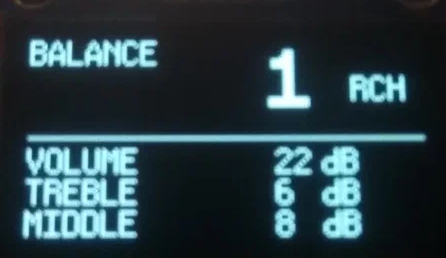 BALANCE 1 RCH
VOLUME 22 dB
TREBLE 6 dB
MIDDLE 8 dB